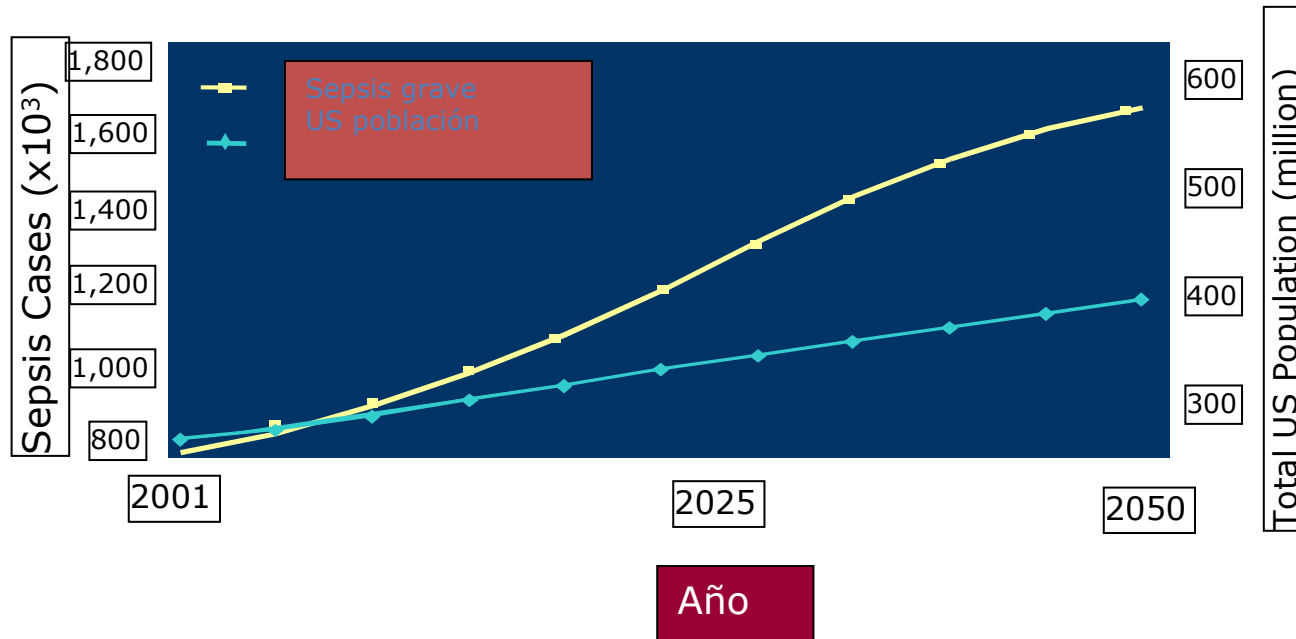 Sepsis Cases (x10³)
1,800
1,600
1,400
1,200
1,000
800
Sepsis grave
US población
600
500
400
300
Total US Population (million)
2001
2025
2050
Año